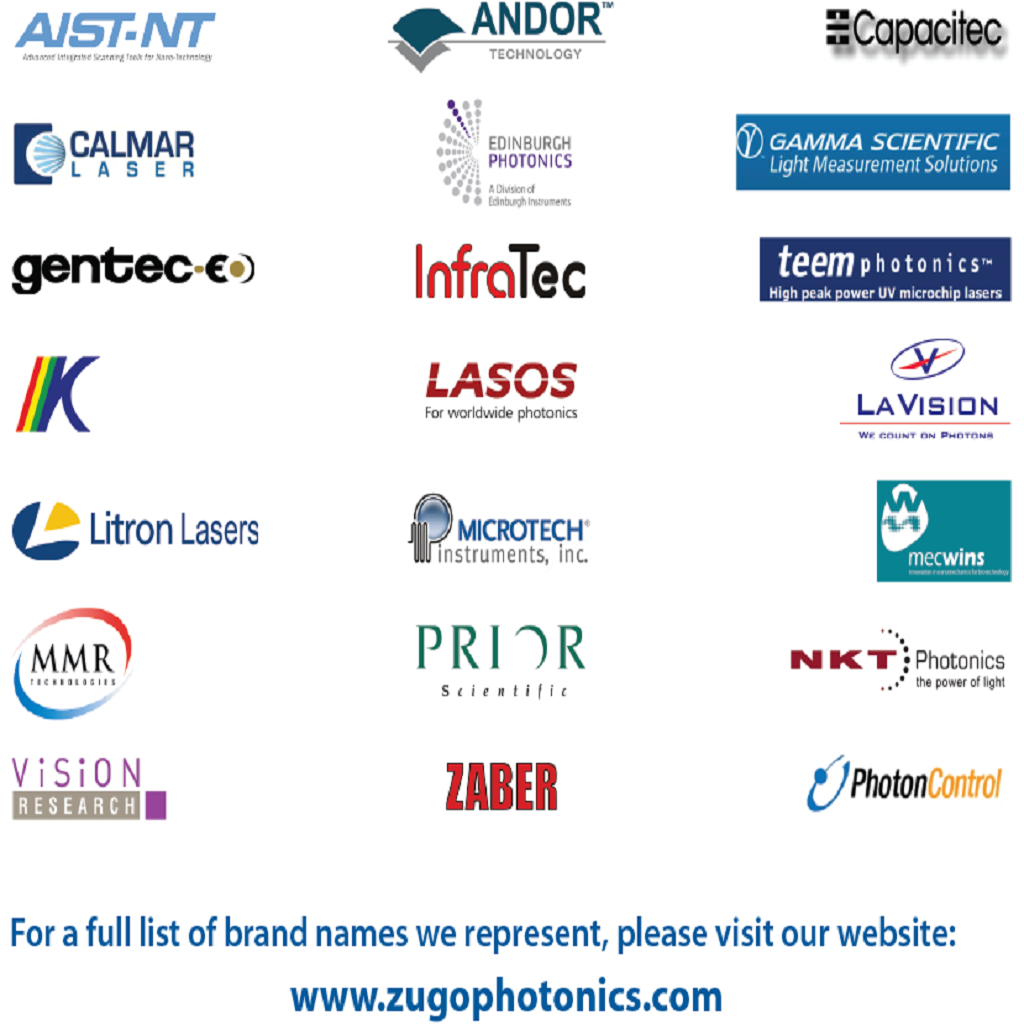 AIST-NT
Advanced Integrated Scanning Tools for Nano-Technology
ANDOR™
TECHNOLOGY
Capacitec
CALMAR
LASER
EDINBURGH
PHOTONICS
A Division of
Edinburgh Instruments
GAMMA SCIENTIFIC
Light Measurement Solutions
gentec-eo
InfraTec
teem photonics™
High peak power UV microchip lasers
K
LASOS
For worldwide photonics
LAVISION
WE COUNT ON PHOTONS
Litron Lasers
MICROTECH®
instruments, inc.
mecwins
MMR
TECHNOLOGIES
PRIOR
Scientific
NKT Photonics
the power of light
ViSiON
RESEARCH
ZABER
PhotonControl
For a full list of brand names we represent, please visit our website:
www.zugophotonics.com